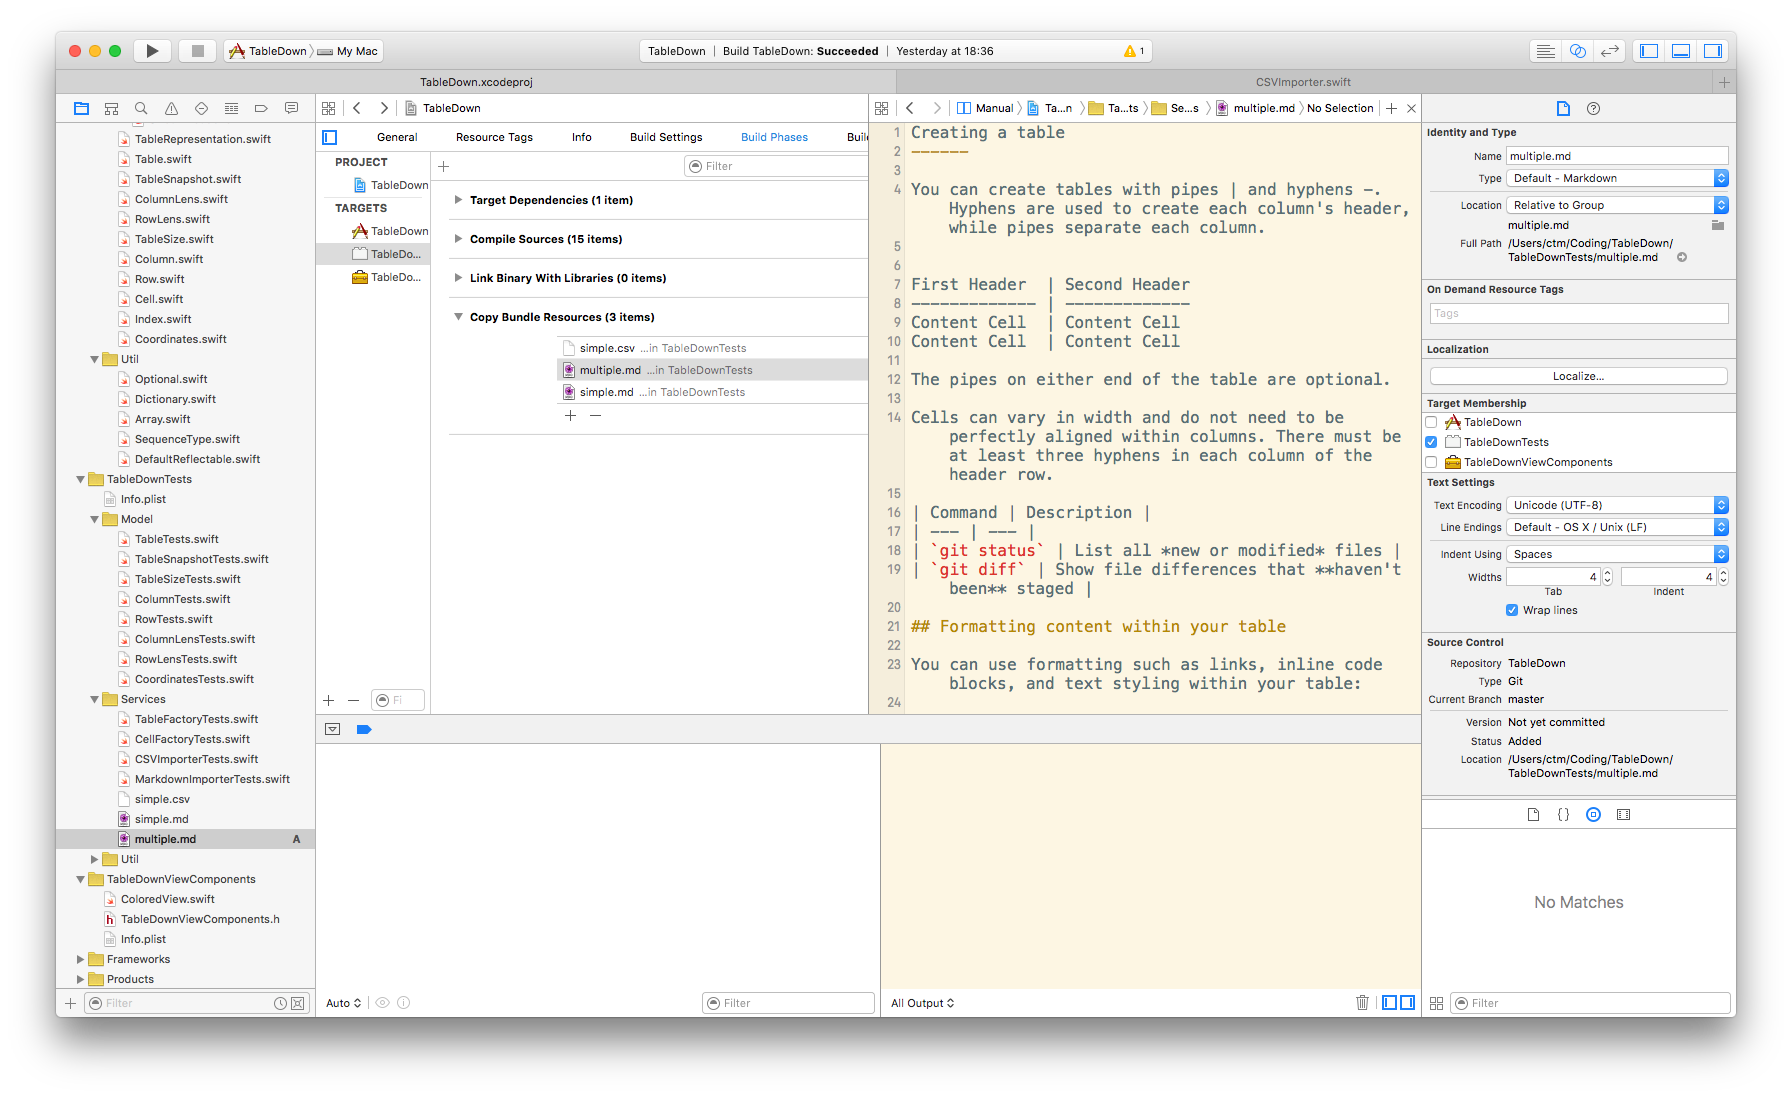 TableDown My Mac
TableDown | Build TableDown: Succeeded | Yesterday at 18:36
1
TableDown.xcodeproj
CSVImporter.swift
TableRepresentation.swift
Table.swift
TableSnapshot.swift
ColumnLens.swift
RowLens.swift
TableSize.swift
Column.swift
Row.swift
Cell.swift
Index.swift
Coordinates.swift
Util
Optional.swift
Dictionary.swift
Array.swift
SequenceType.swift
DefaultReflectable.swift
TableDownTests
Info.plist
Model
TableTests.swift
TableSnapshotTests.swift
TableSizeTests.swift
ColumnTests.swift
RowTests.swift
ColumnLensTests.swift
RowLensTests.swift
CoordinatesTests.swift
Services
TableFactoryTests.swift
CellFactoryTests.swift
CSVImporterTests.swift
MarkdownImporterTests.swift
simple.csv
simple.md
multiple.md A
Util
TableDownViewComponents
ColoredView.swift
TableDownViewComponents.h
Info.plist
Frameworks
Products
Filter
TableDown
General Resource Tags Info Build Settings Build Phases Buil
PROJECT
TableDown
TARGETS
TableDown
TableDo...
TableDo...
Fi
Filter
Target Dependencies (1 item)
Compile Sources (15 items)
Link Binary With Libraries (0 items)
Copy Bundle Resources (3 items)
simple.csv ...in TableDownTests
multiple.md ...in TableDownTests
simple.md ...in TableDownTests
Manual Ta...n Ta...ts Se...s multiple.md No Selection
1 Creating a table
2 ------
3
4 You can create tables with pipes | and hyphens -.
Hyphens are used to create each column's header,
while pipes separate each column.
5
6
7 First Header | Second Header
8 ------------- | -------------
9 Content Cell | Content Cell
10 Content Cell | Content Cell
11
12 The pipes on either end of the table are optional.
13
14 Cells can vary in width and do not need to be
perfectly aligned within columns. There must be
at least three hyphens in each column of the
header row.
15
16 | Command | Description |
17 | --- | --- |
18 | `git status` | List all *new or modified* files |
19 | `git diff` | Show file differences that **haven't
been** staged |
20
21 ## Formatting content within your table
22
23 You can use formatting such as links, inline code
blocks, and text styling within your table:
24
Auto
Filter
All Output
Identity and Type
Name multiple.md
Type Default - Markdown
Location Relative to Group
multiple.md
Full Path /Users/ctm/Coding/TableDown/
TableDownTests/multiple.md
On Demand Resource Tags
Tags
Localization
Localize...
Target Membership
TableDown
TableDownTests
TableDownViewComponents
Text Settings
Text Encoding Unicode (UTF-8)
Line Endings Default - OS X / Unix (LF)
Indent Using Spaces
Widths 4 4
Tab Indent
Wrap lines
Source Control
Repository TableDown
Type Git
Current Branch master
Version Not yet committed
Status Added
Location /Users/ctm/Coding/TableDown/
TableDownTests/multiple.md
No Matches
Filter